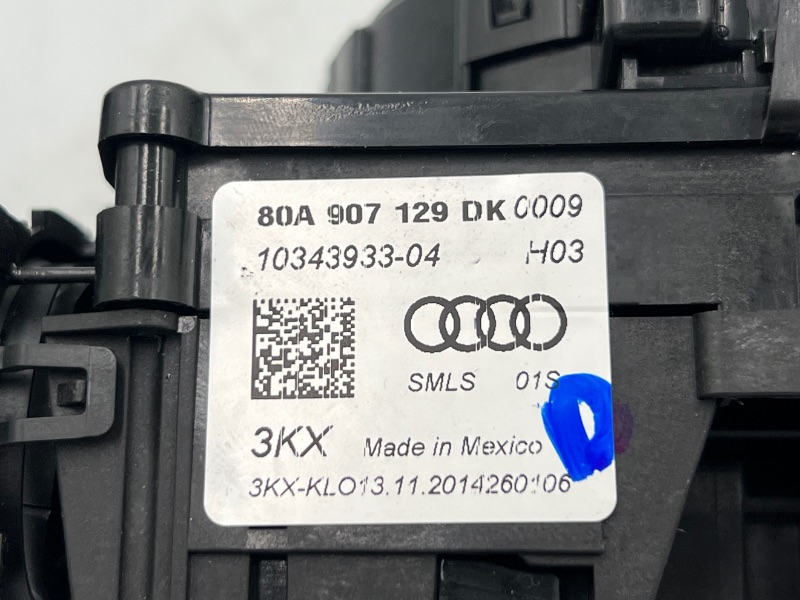 80A 907 129 DK 0009
10343933-04 H03
SMLS 01S
3KX Made in Mexico
3KX-KLO13.11.2014260106